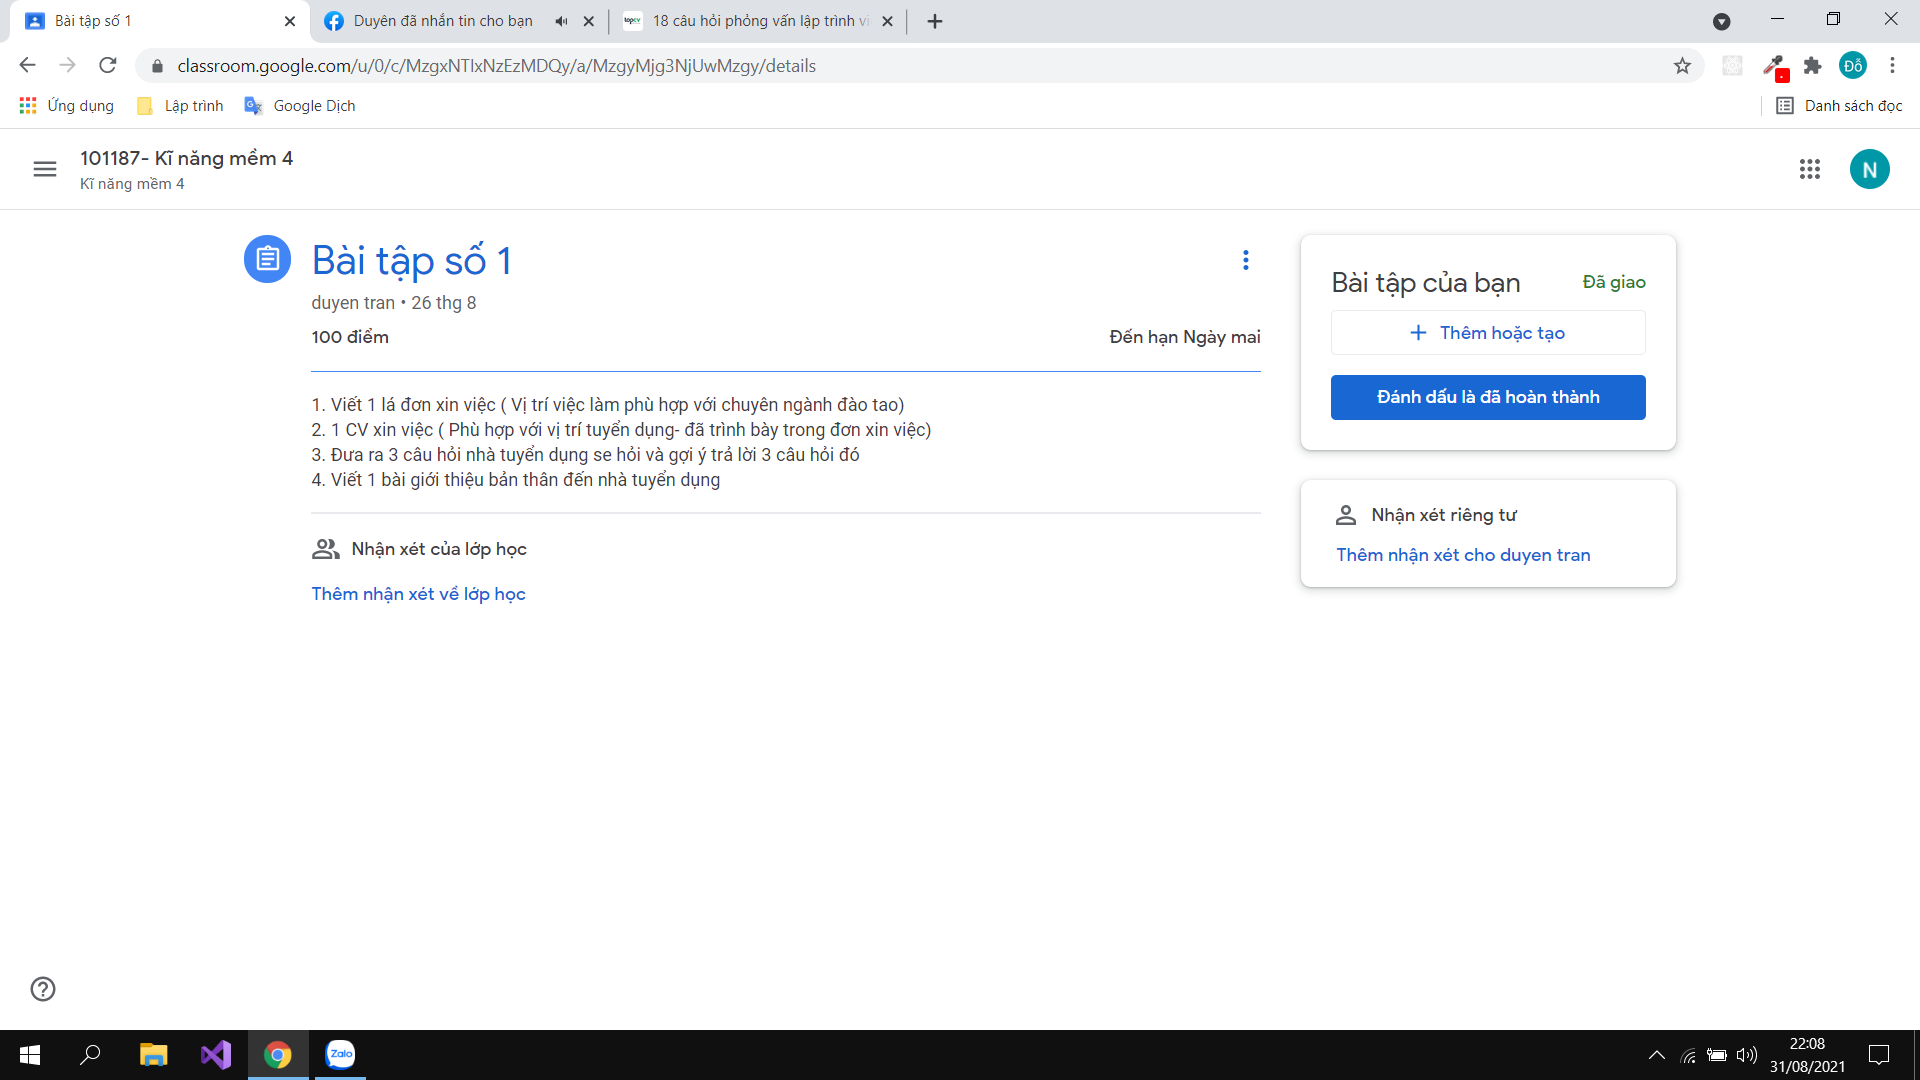 Bài tập số 1
Duyên đã nhắn tin cho bạn
topcv
18 câu hỏi phỏng vấn lập trình vi
classroom.google.com/u/0/c/MzgxNTIxNzEzMDQy/a/MzgyMjg3NjUwMzgy/details
Đỗ
Ứng dụng
Lập trình
Google Dịch
Danh sách đọc
101187- Kĩ năng mềm 4
Kĩ năng mềm 4
N
Bài tập số 1
duyen tran • 26 thg 8
100 điểm
Đến hạn Ngày mai
1. Viết 1 lá đơn xin việc ( Vị trí việc làm phù hợp với chuyên ngành đào tao)
2. 1 CV xin việc ( Phù hợp với vị trí tuyển dụng- đã trình bày trong đơn xin việc)
3. Đưa ra 3 câu hỏi nhà tuyển dụng se hỏi và gợi ý trả lời 3 câu hỏi đó
4. Viết 1 bài giới thiệu bản thân đến nhà tuyển dụng
Nhận xét của lớp học
Thêm nhận xét về lớp học
Bài tập của bạn
Đã giao
+ Thêm hoặc tạo
Đánh dấu là đã hoàn thành
Nhận xét riêng tư
Thêm nhận xét cho duyen tran
Zalo
22:08
31/08/2021